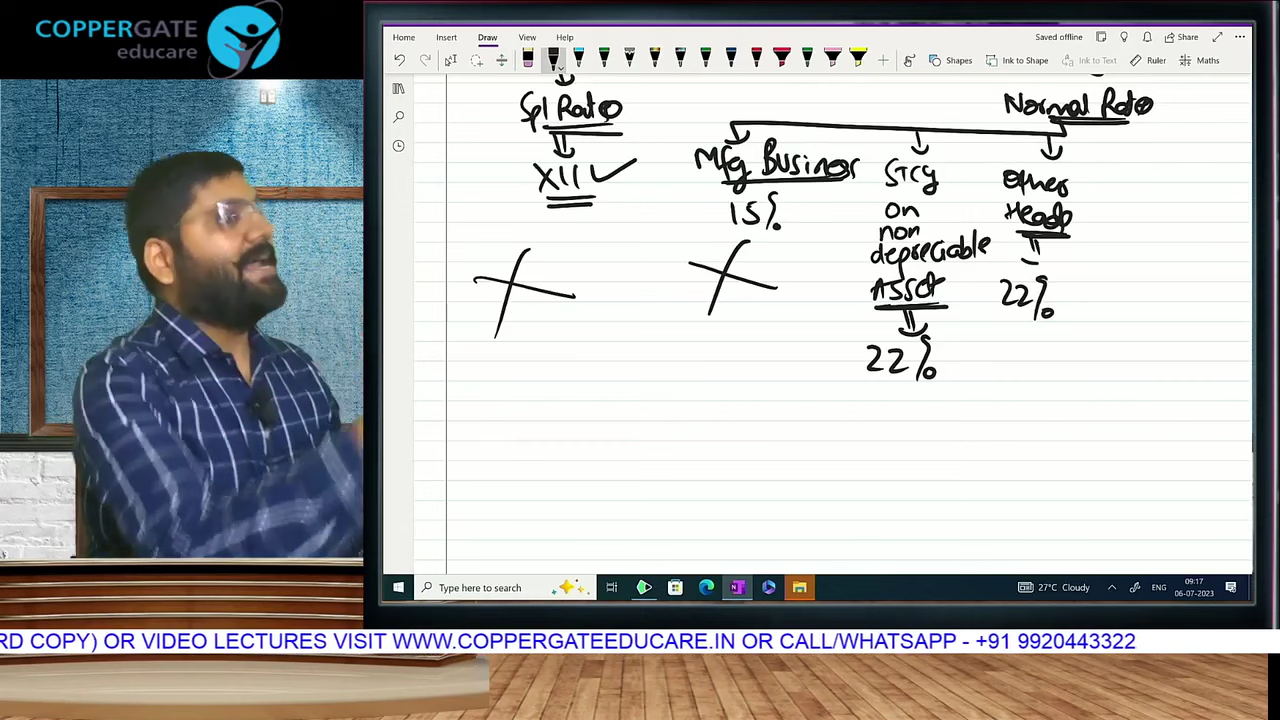 COPPERGATE
educare
Home Insert Draw View Help
Saved offline
Share
Shapes
Ink to Shape
Ink to Text
Ruler
Maths
Spl Rates
XII
Normal Rates
Mfg Business
15%
STCG
on
non
depreciable
Asset
22%
Other
Heads
22%
Type here to search
27°C Cloudy
ENG
09:17
06-07-2023
RD COPY) OR VIDEO LECTURES VISIT WWW.COPPERGATEEDUCARE.IN OR CALL/WHATSAPP - +91 9920443322